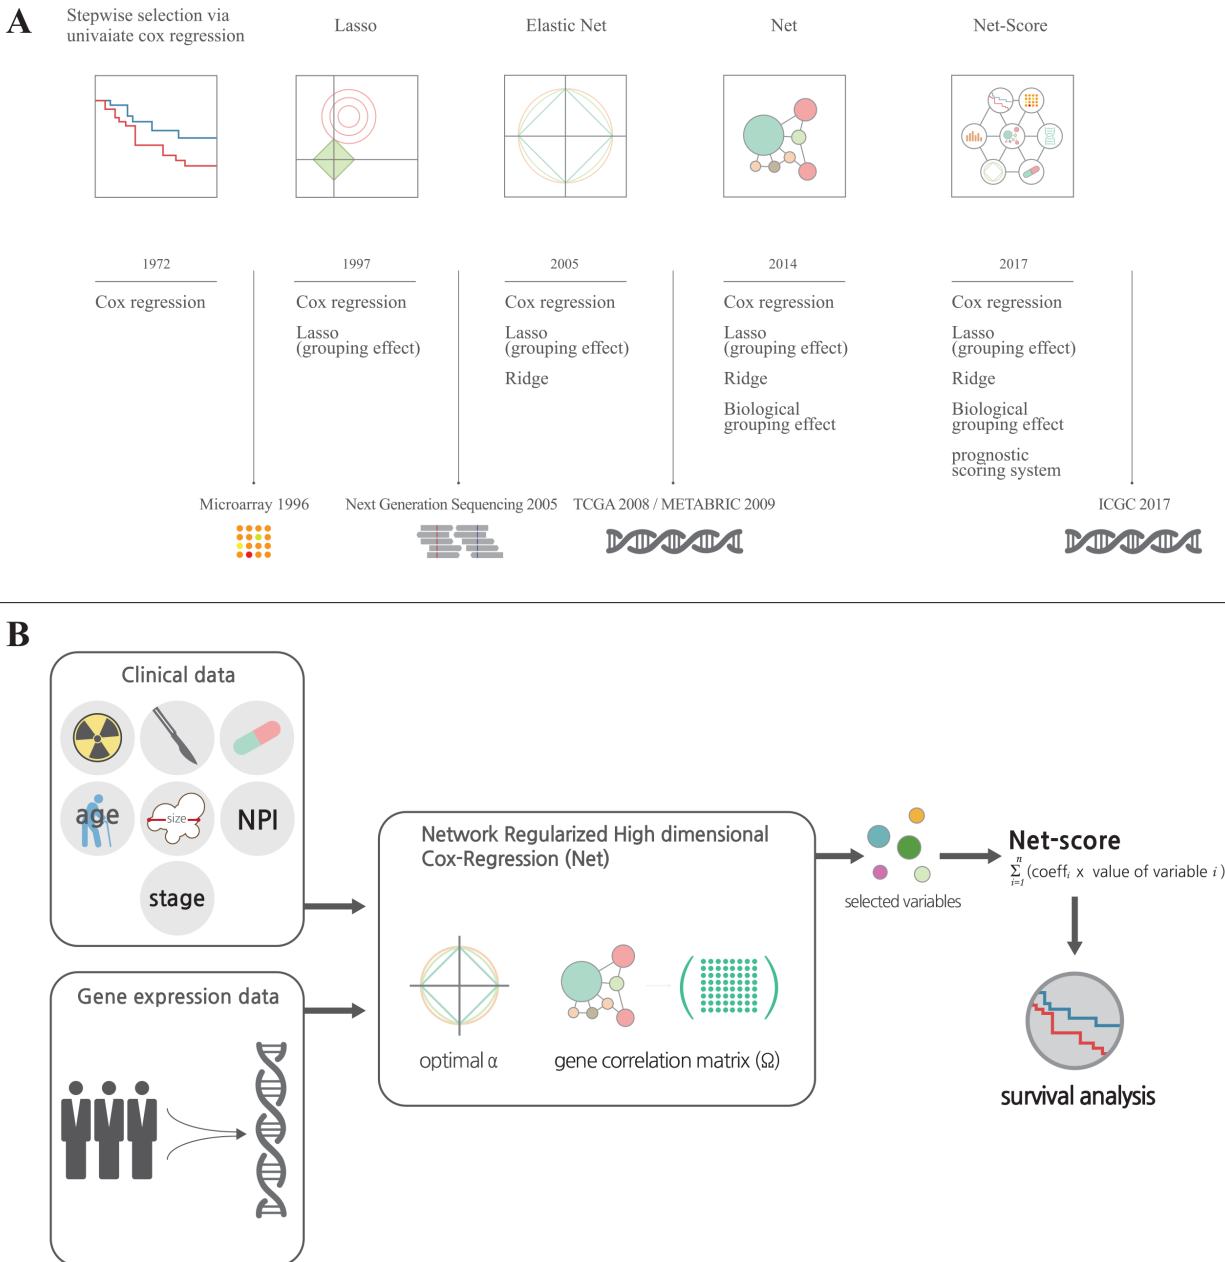 A
Stepwise selection via
univaiate cox regression
Lasso
Elastic Net
Net
Net-Score
1972
1997
2005
2014
2017
Cox regression
Cox regression
Lasso
(grouping effect)
Cox regression
Lasso
(grouping effect)
Ridge
Cox regression
Lasso
(grouping effect)
Ridge
Biological
grouping effect
Cox regression
Lasso
(grouping effect)
Ridge
Biological
grouping effect
prognostic
scoring system
Microarray 1996
Next Generation Sequencing 2005
TCGA 2008 / METABRIC 2009
ICGC 2017
B
Clinical data
age
size
NPI
stage
Gene expression data
Network Regularized High dimensional
Cox-Regression (Net)
optimal α
gene correlation matrix (Ω)
selected variables
Net-score
n
Σ (coeffᵢ x value of variable i )
i=1
survival analysis